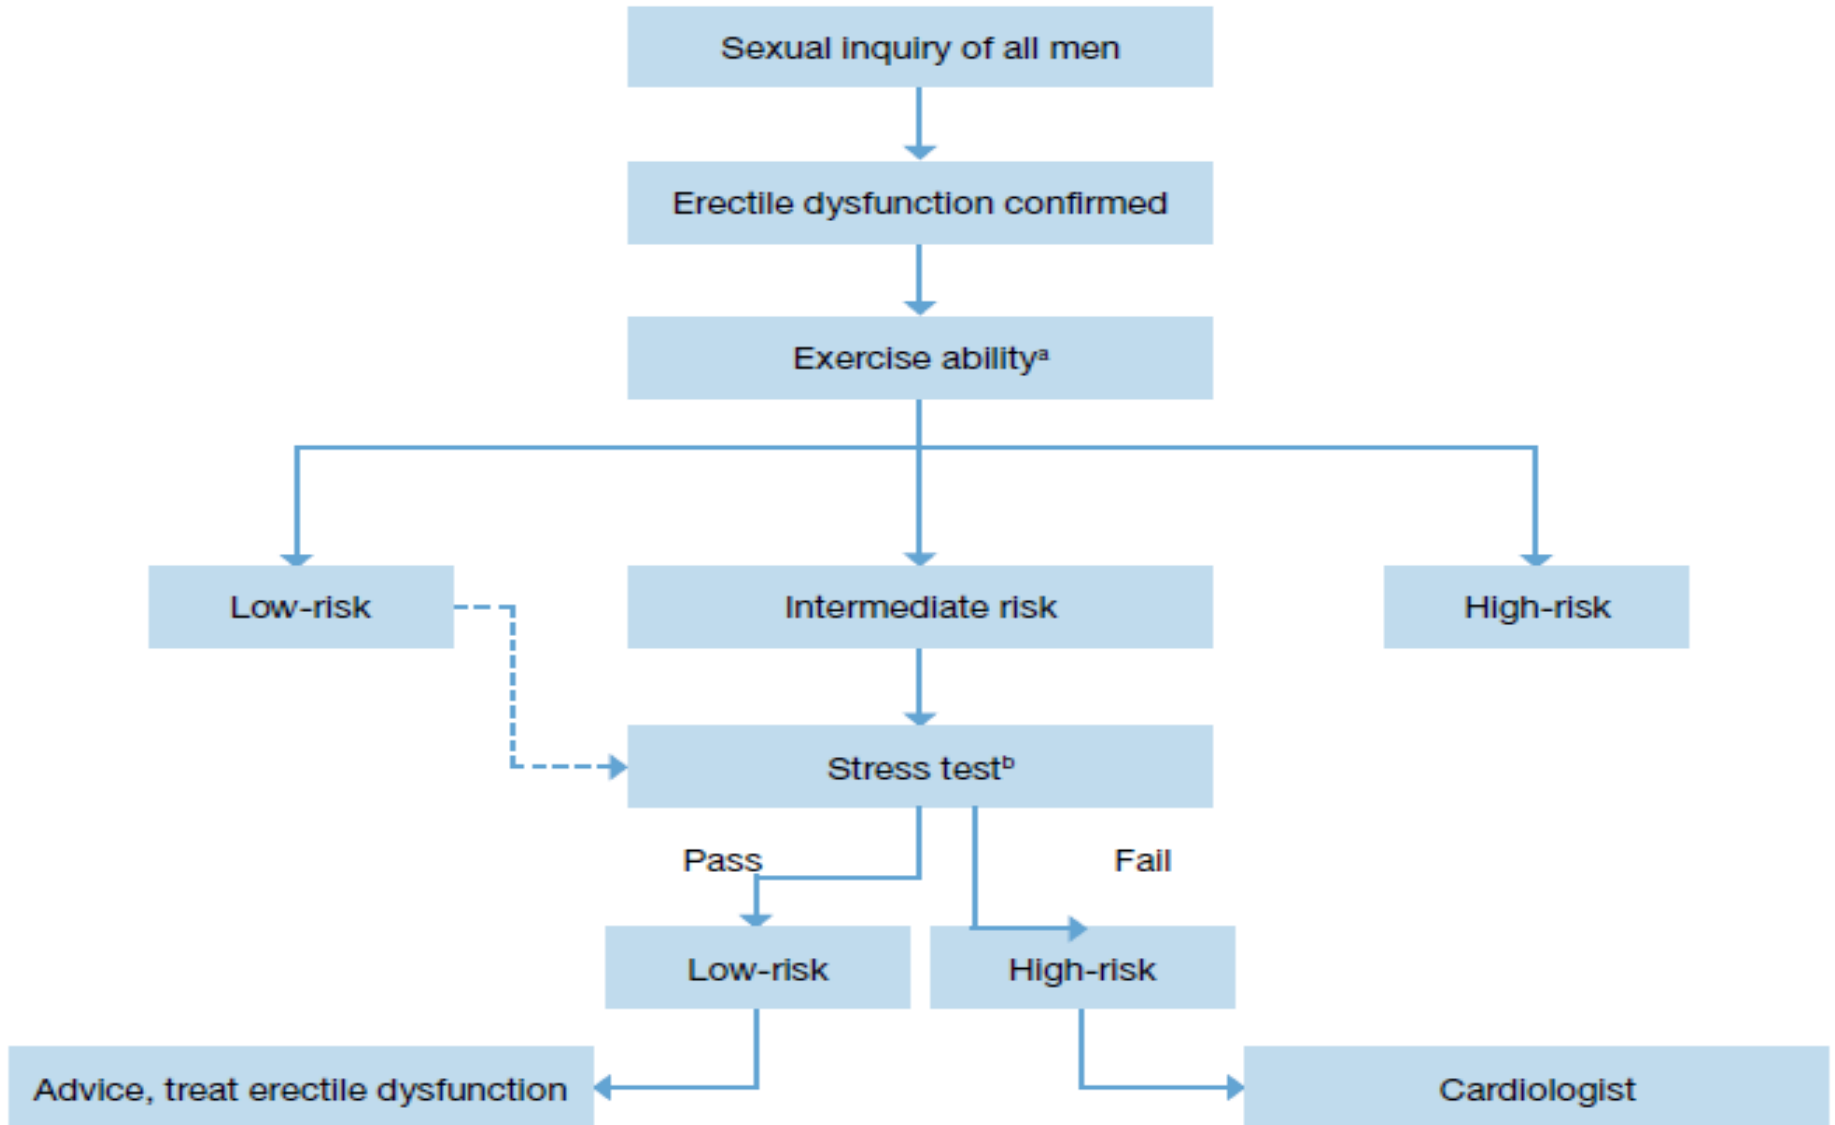 Sexual inquiry of all men
Erectile dysfunction confirmed
Exercise abilityᵃ
Low-risk
Intermediate risk
High-risk
Stress testᵇ
Pass
Fail
Low-risk
High-risk
Advice, treat erectile dysfunction
Cardiologist